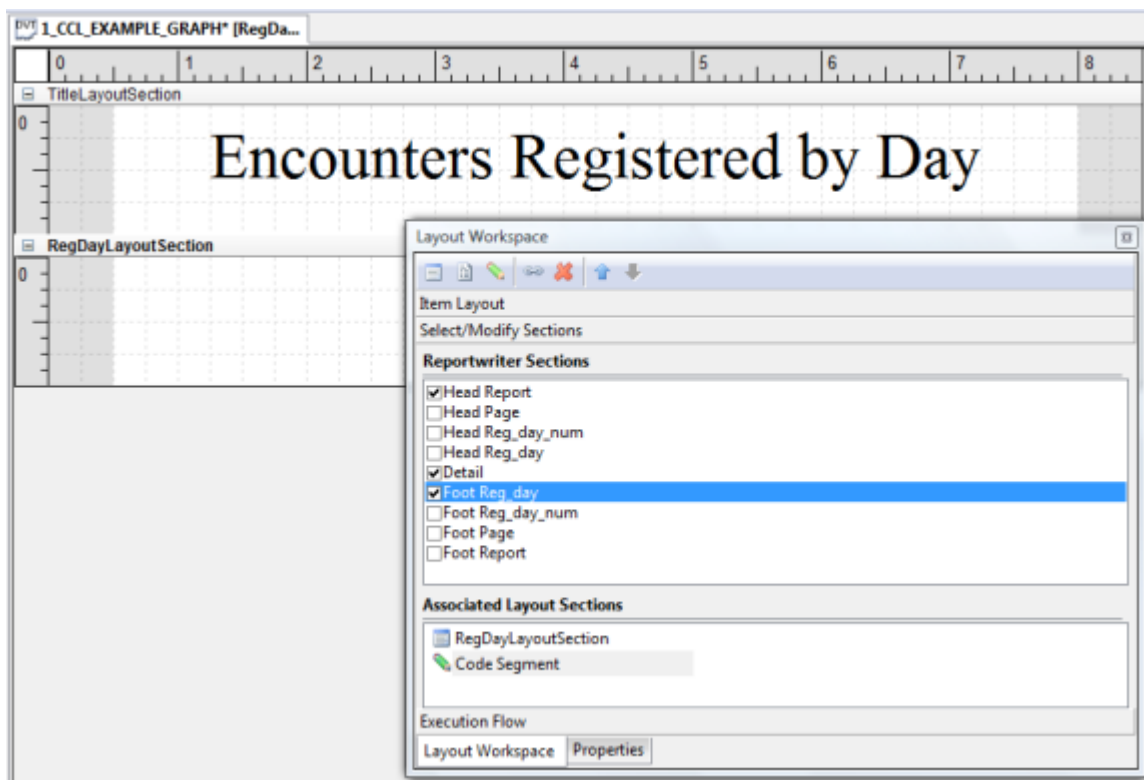 DVT 1_CCL_EXAMPLE_GRAPH* [RegDa...
0 1 2 3 4 5 6 7 8
TitleLayoutSection
0
Encounters Registered by Day
RegDayLayoutSection
0
Layout Workspace
Item Layout
Select/Modify Sections
Reportwriter Sections
Head Report
Head Page
Head Reg_day_num
Head Reg_day
Detail
Foot Reg_day
Foot Reg_day_num
Foot Page
Foot Report
Associated Layout Sections
RegDayLayoutSection
Code Segment
Execution Flow
Layout Workspace Properties